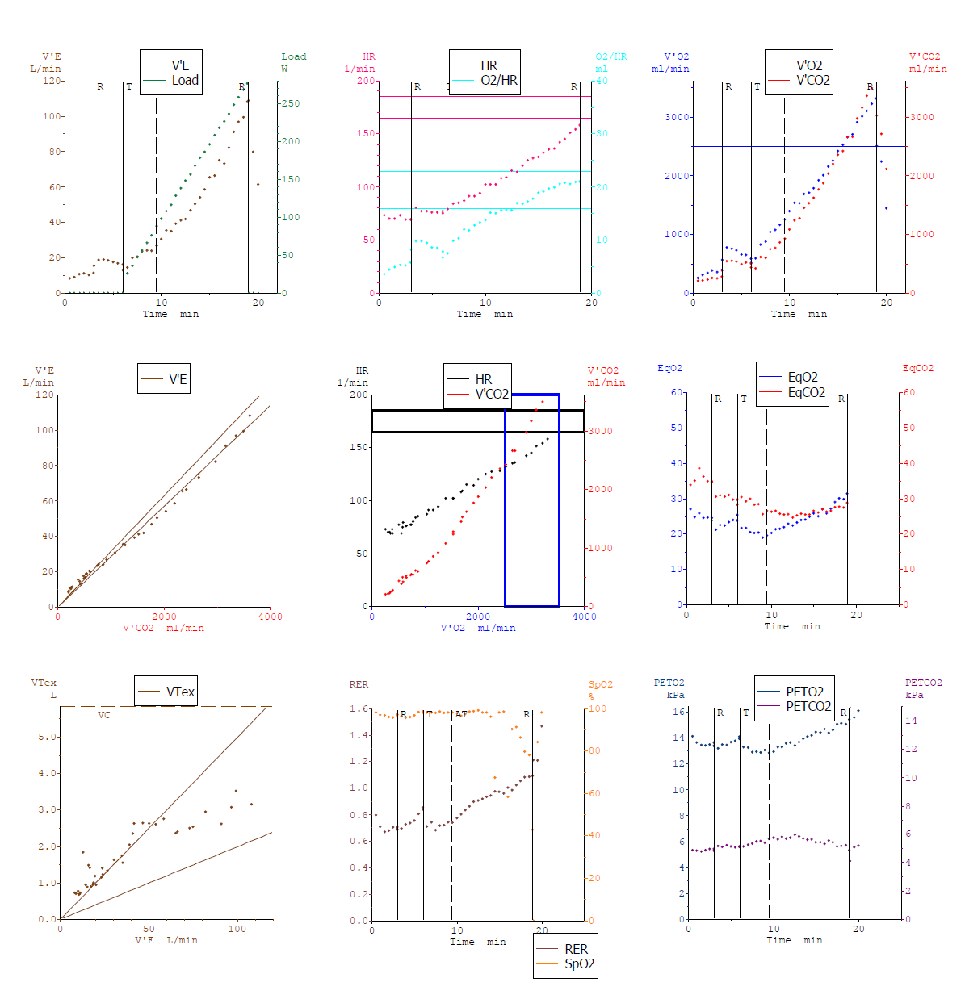 V'E Load
L/min W
V'E
Load
120
100
80
60
40
20
0
250
200
150
100
50
0
R T R
0 10 20
Time min
HR O2/HR
1/min ml
HR
O2/HR
200
150
100
50
0
40
30
20
10
0
R R
0 10 20
Time min
V'O2 V'CO2
ml/min ml/min
V'O2
V'CO2
3000
2000
1000
0
3000
2000
1000
0
R T R
0 10 20
Time min
V'E
L/min
V'E
120
100
80
60
40
20
0
0 2000 4000
V'CO2 ml/min
HR V'CO2
1/min ml/min
HR
V'CO2
200
150
100
50
0
3000
2000
1000
0
0 2000 4000
V'O2 ml/min
EqO2 EqCO2
EqO2
EqCO2
60
50
40
30
20
10
0
60
50
40
30
20
10
0
R T R
0 10 20
Time min
VTex
L
VTex
VC
5.0
4.0
3.0
2.0
1.0
0.0
0 50 100
V'E L/min
RER SpO2
%
1.6
1.4
1.2
1.0
0.8
0.6
0.4
0.2
0.0
100
80
60
40
20
0
R T AT R
0 10 20
Time min
RER
SpO2
PETO2 PETCO2
kPa kPa
PETO2
PETCO2
16
14
12
10
8
6
4
2
0
14
12
10
8
6
4
2
0
R T R
0 10 20
Time min